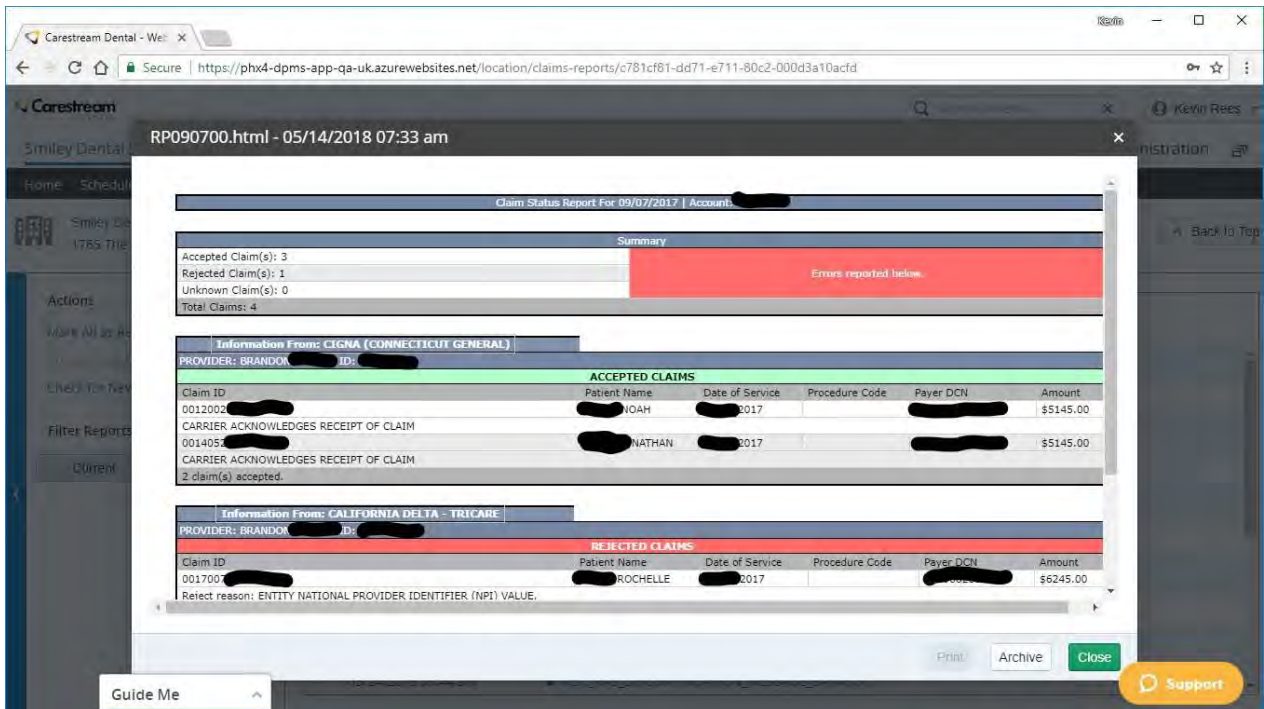 Kevin
Carestream Dental - Web
Secure | https://phx4-dpms-app-qa-uk.azurewebsites.net/location/claims-reports/c781cf81-dd71-e711-80c2-000d3a10acfd
Carestream Kevin Rees
Smiley Dental
Home
RP090700.html - 05/14/2018 07:33 am
Back to Top
Claim Status Report For 09/07/2017 | Account:
Summary
Accepted Claim(s): 3
Rejected Claim(s): 1 Errors reported below.
Unknown Claim(s): 0
Total Claims: 4
Information From: CIGNA (CONNECTICUT GENERAL)
PROVIDER: BRANDON ID:
ACCEPTED CLAIMS
Claim ID Patient Name Date of Service Procedure Code Payer DCN Amount
0012002 NOAH 2017 $5145.00
CARRIER ACKNOWLEDGES RECEIPT OF CLAIM
0014052 NATHAN 2017 $5145.00
CARRIER ACKNOWLEDGES RECEIPT OF CLAIM
2 claim(s) accepted.
Information From: CALIFORNIA DELTA - TRICARE
PROVIDER: BRANDON ID:
REJECTED CLAIMS
Claim ID Patient Name Date of Service Procedure Code Payer DCN Amount
0017007 ROCHELLE 2017 $6245.00
Reject reason: ENTITY NATIONAL PROVIDER IDENTIFIER (NPI) VALUE.
Actions
Filter Reports
Current
Print Archive Close
Guide Me
Support